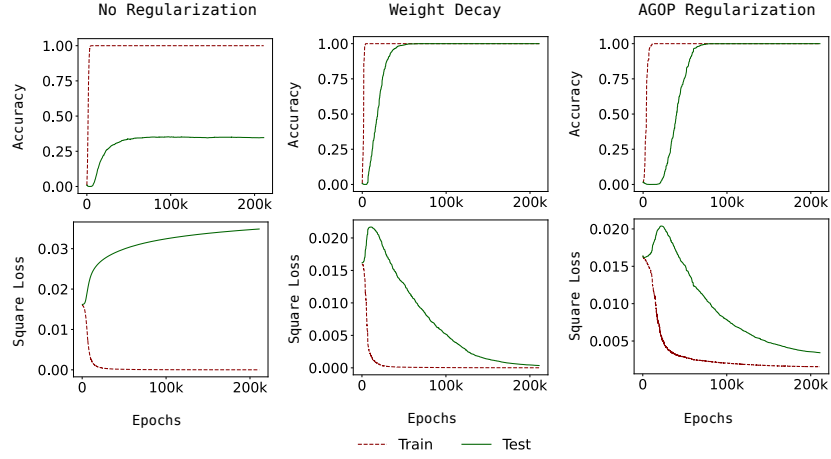 No Regularization
Weight Decay
AGOP Regularization
Accuracy
1.00
0.75
0.50
0.25
0.00
0
100k
200k
Accuracy
1.00
0.75
0.50
0.25
0.00
0
100k
200k
Accuracy
1.00
0.75
0.50
0.25
0.00
0
100k
200k
Square Loss
0.03
0.02
0.01
0.00
0
100k
200k
Epochs
Square Loss
0.020
0.015
0.010
0.005
0.000
0
100k
200k
Epochs
Square Loss
0.020
0.015
0.010
0.005
0
100k
200k
Epochs
Train
Test